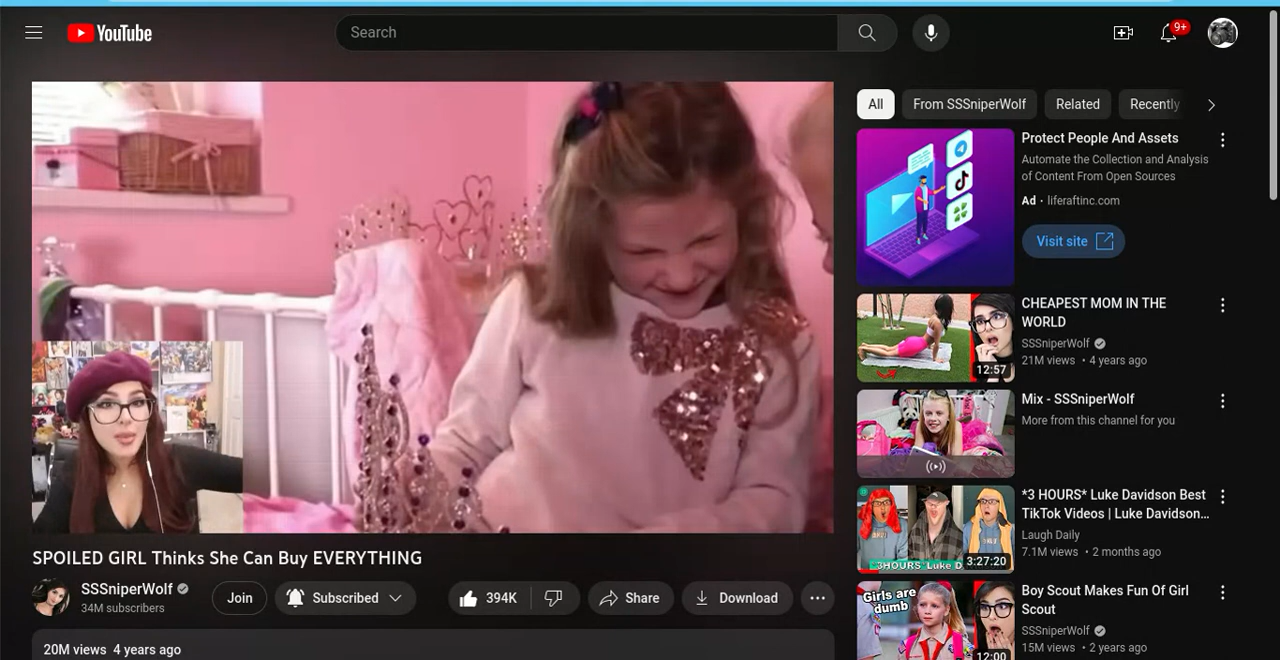 YouTube
Search
9+
All
From SSSniperWolf
Related
Recently
Protect People And Assets
Automate the Collection and Analysis
of Content From Open Sources
Ad · liferaftinc.com
Visit site
CHEAPEST MOM IN THE
WORLD
SSSniperWolf
21M views • 4 years ago
12:57
Mix - SSSniperWolf
More from this channel for you
*3 HOURS* Luke Davidson Best
TikTok Videos | Luke Davidson...
Laugh Daily
7.1M views • 2 months ago
*3HOURS* Luke D
3:27:20
Girls are
dumb
12:00
Boy Scout Makes Fun Of Girl
Scout
SSSniperWolf
15M views • 2 years ago
SPOILED GIRL Thinks She Can Buy EVERYTHING
SSSniperWolf
34M subscribers
Join
Subscribed
394K
Share
Download
20M views 4 years ago